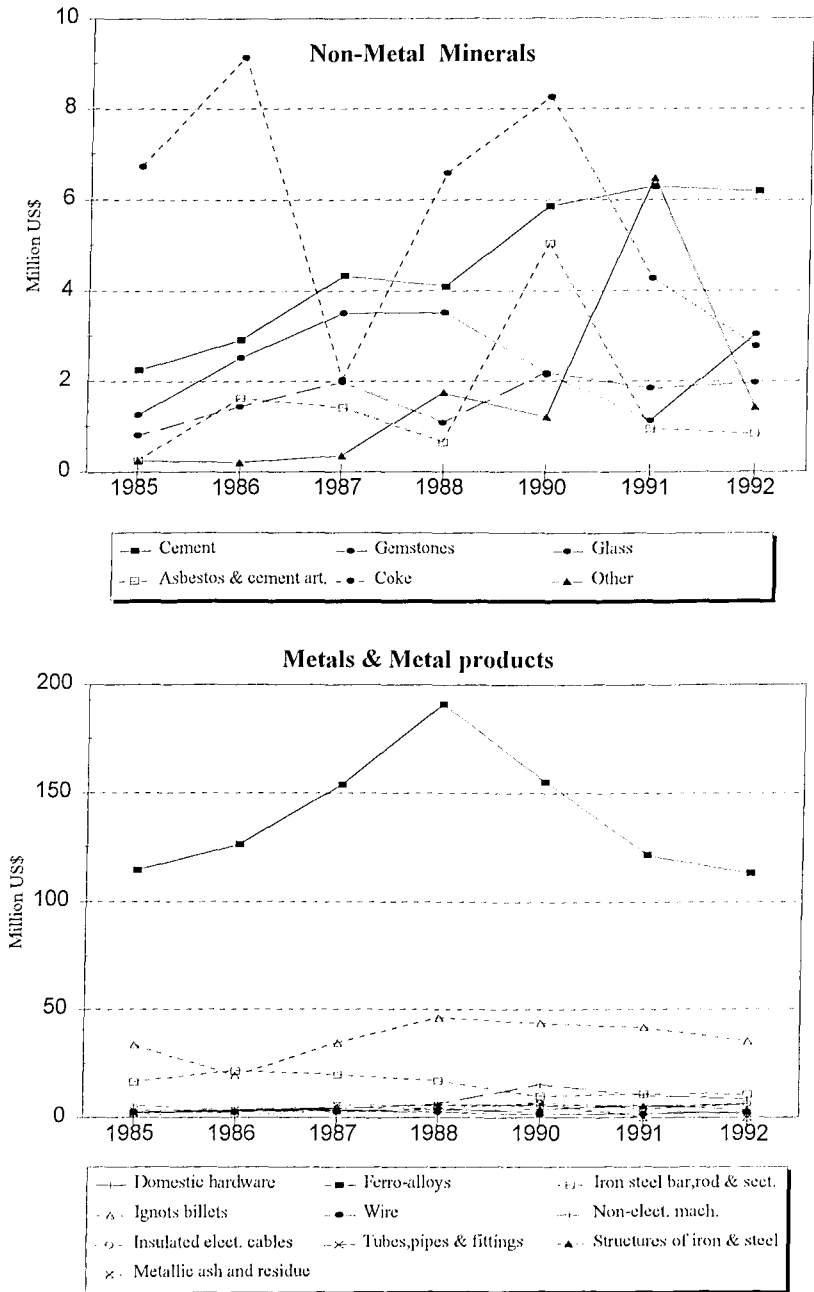 Non-Metal Minerals
Million US$
10
8
6
4
2
0
1985 1986 1987 1988 1990 1991 1992
Cement Gemstones Glass
Asbestos & cement art. Coke Other
Metals & Metal products
Million US$
200
150
100
50
0
1985 1986 1987 1988 1990 1991 1992
Domestic hardware Ferro-alloys Iron steel bar,rod & sect.
Ignots billets Wire Non-elect. mach.
Insulated elect. cables Tubes,pipes & fittings Structures of iron & steel
Metallic ash and residue